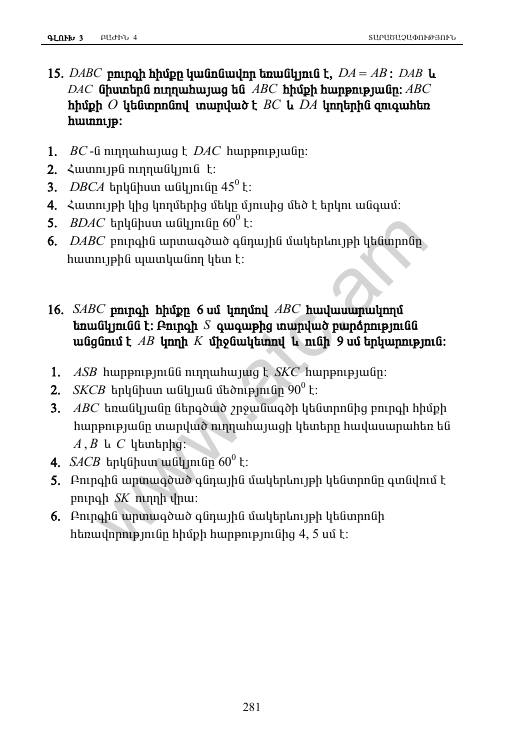 ԳԼՈՒԽ 3 ԲԱԺԻՆ 4 ՏԱՐԱԾԱՉԱՓՈՒԹՅՈՒՆ
15. DABC բուրգի հիմքը կանոնավոր եռանկյուն է, DA = AB: DAB և
DAC նիստերն ուղղահայաց են ABC հիմքի հարթությանը: ABC
հիմքի O կենտրոնով տարված է BC և DA կողերին զուգահեռ
հատույթ:
1. BC-ն ուղղահայաց է DAC հարթությանը:
2. Հատույթն ուղղանկյուն է:
3. DBCA երկնիստ անկյունը 45⁰ է:
4. Հատույթի կից կողմերից մեկը մյուսից մեծ է երկու անգամ:
5. BDAC երկնիստ անկյունը 60⁰ է:
6. DABC բուրգին արտագծած գնդային մակերևույթի կենտրոնը
հատույթին պատկանող կետ է:
16. SABC բուրգի հիմքը 6 սմ կողմով ABC հավասարակողմ
եռանկյունն է: Բուրգի S գագաթից տարված բարձրությունն
անցնում է AB կողի K միջնակետով և ունի 9 սմ երկարություն:
1. ASB հարթությունն ուղղահայաց է SKC հարթությանը:
2. SKCB երկնիստ անկյան մեծությունը 90⁰ է:
3. ABC եռանկյանը ներգծած շրջանագծի կենտրոնից բուրգի հիմքի
հարթությանը տարված ուղղահայացի կետերը հավասարահեռ են
A, B և C կետերից:
4. SACB երկնիստ անկյունը 60⁰ է:
5. Բուրգին արտագծած գնդային մակերևույթի կենտրոնը գտնվում է
բուրգի SK ուղղի վրա:
6. Բուրգին արտագծած գնդային մակերևույթի կենտրոնի
հեռավորությունը հիմքի հարթությունից 4, 5 սմ է:
www.atc.am
281